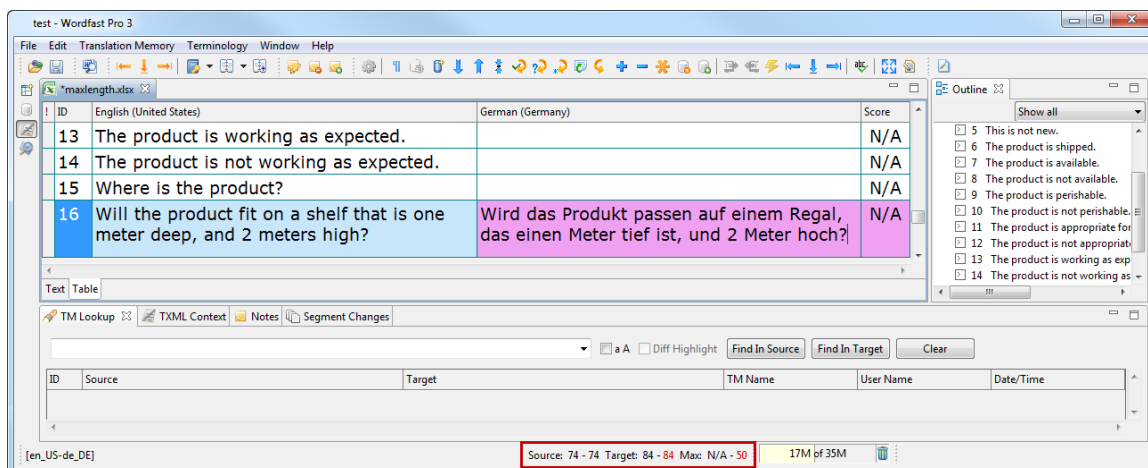 test - Wordfast Pro 3
File Edit Translation Memory Terminology Window Help
*maxlength.xlsx
! ID English (United States) German (Germany) Score
13 The product is working as expected. N/A
14 The product is not working as expected. N/A
15 Where is the product? N/A
16 Will the product fit on a shelf that is one Wird das Produkt passen auf einem Regal, N/A
meter deep, and 2 meters high? das einen Meter tief ist, und 2 Meter hoch?
Text Table
Outline
Show all
5 This is not new.
6 The product is shipped.
7 The product is available.
8 The product is not available.
9 The product is perishable.
10 The product is not perishable.
11 The product is appropriate for
12 The product is not appropriat
13 The product is working as exp
14 The product is not working as
TM Lookup TXML Context Notes Segment Changes
a A Diff Highlight Find In Source Find In Target Clear
ID Source Target TM Name User Name Date/Time
[en_US-de_DE] Source: 74 - 74 Target: 84 - 84 Max: N/A - 50 17M of 35M